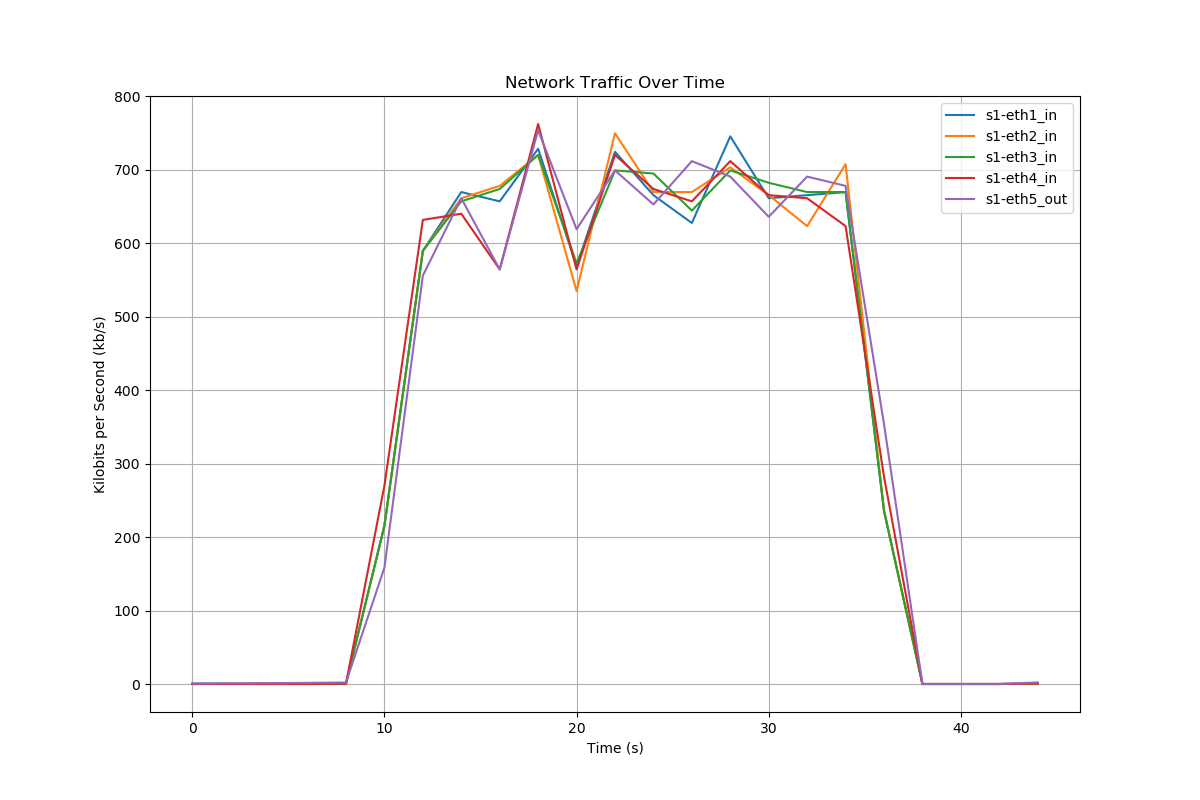 Network Traffic Over Time
800
700
600
500
400
300
200
100
0
Kilobits per Second (kb/s)
s1-eth1_in
s1-eth2_in
s1-eth3_in
s1-eth4_in
s1-eth5_out
0 10 20 30 40
Time (s)